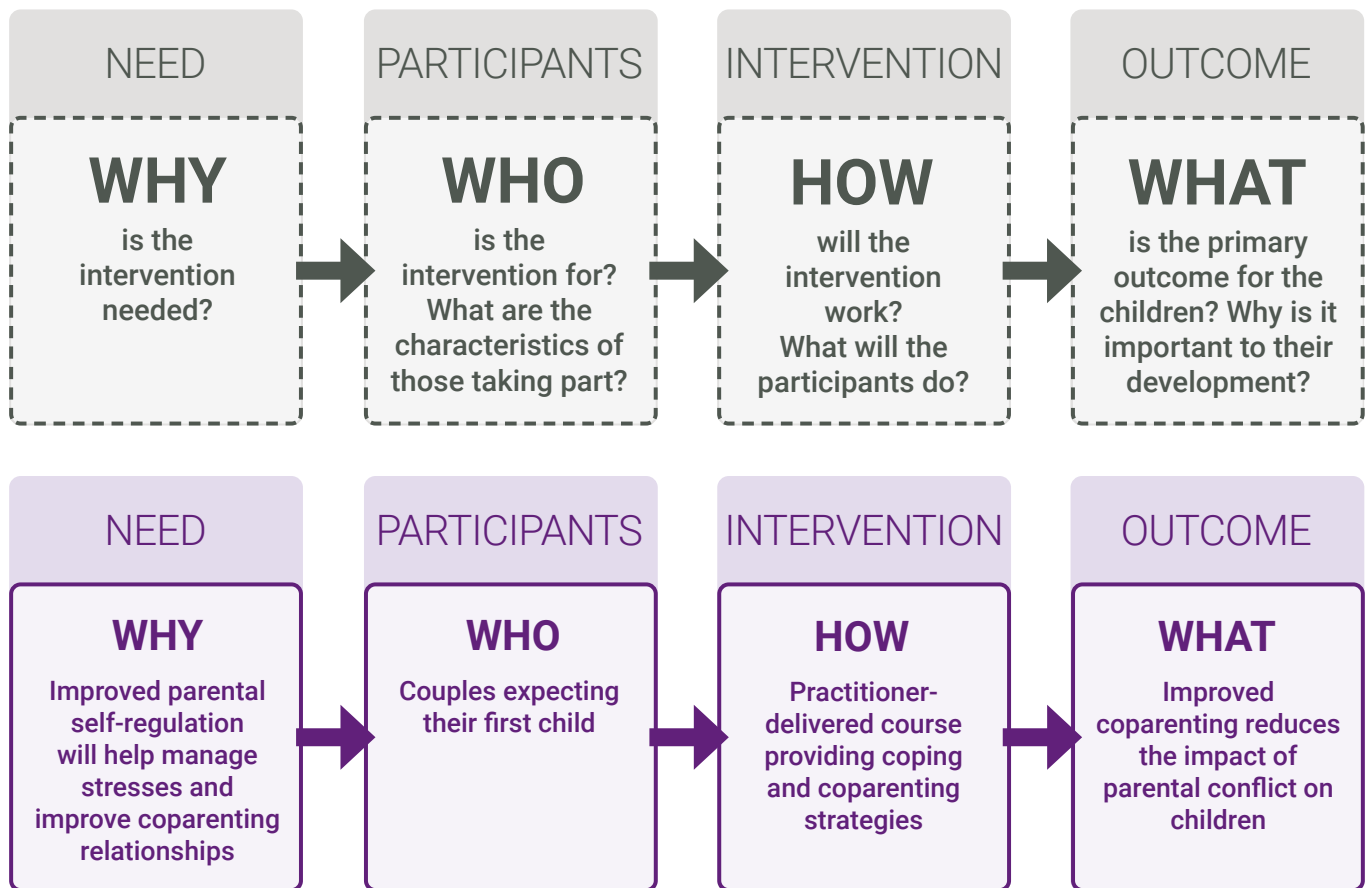 NEED
WHY
is the
intervention
needed?
PARTICIPANTS
WHO
is the
intervention for?
What are the
characteristics of
those taking part?
INTERVENTION
HOW
will the
intervention
work?
What will the
participants do?
OUTCOME
WHAT
is the primary
outcome for the
children? Why is it
important to their
development?
NEED
WHY
Improved parental
self-regulation
will help manage
stresses and
improve coparenting
relationships
PARTICIPANTS
WHO
Couples expecting
their first child
INTERVENTION
HOW
Practitioner-
delivered course
providing coping
and coparenting
strategies
OUTCOME
WHAT
Improved
coparenting reduces
the impact of
parental conflict on
children